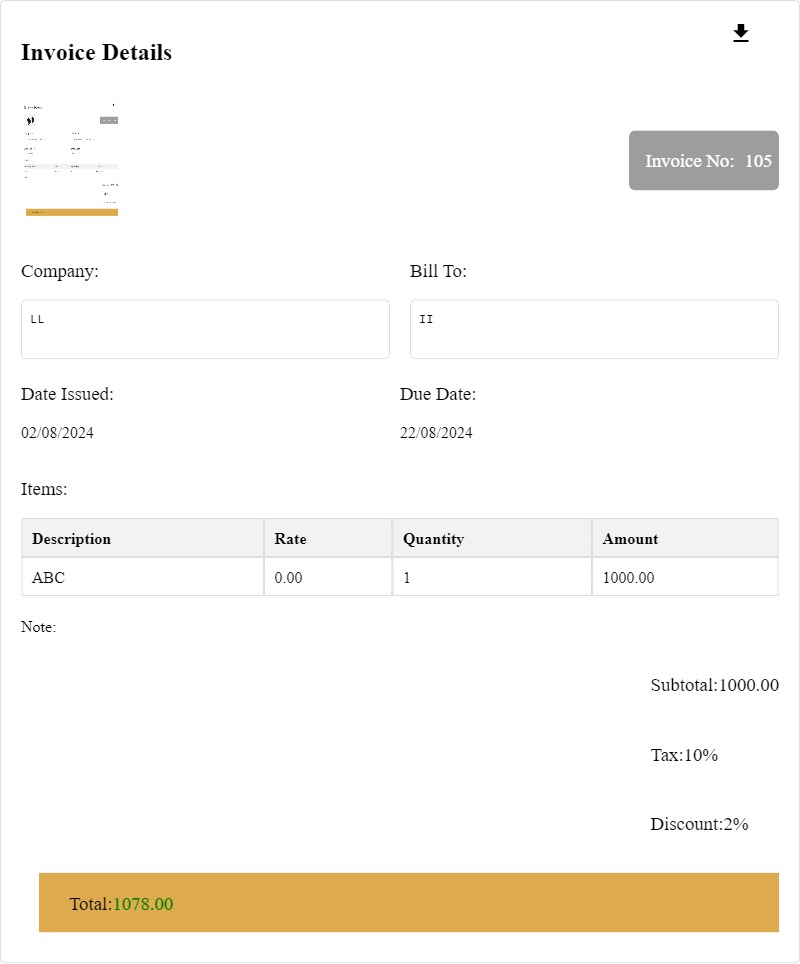 Invoice Details
Invoice No: 105
Company:
Bill To:
LL
II
Date Issued:
Due Date:
02/08/2024
22/08/2024
Items:
Description Rate Quantity Amount
ABC 0.00 1 1000.00
Note:
Subtotal:1000.00
Tax:10%
Discount:2%
Total:1078.00